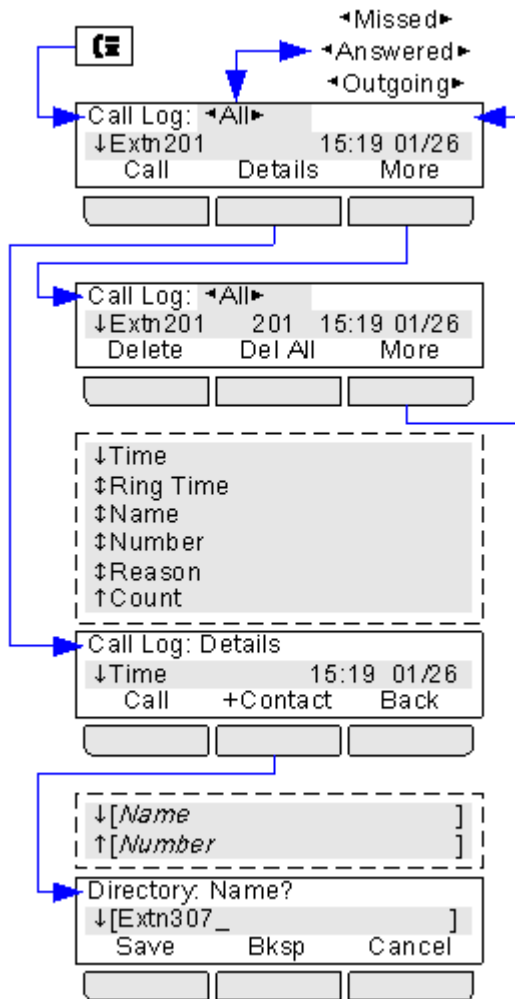 ◂Missed▸
◂Answered▸
◂Outgoing▸
Call Log: ◂All▸
↓Extn201 15:19 01/26
Call Details More
Call Log: ◂All▸
↓Extn201 201 15:19 01/26
Delete Del All More
↓Time
↕Ring Time
↕Name
↕Number
↕Reason
↑Count
Call Log: Details
↓Time 15:19 01/26
Call +Contact Back
↓[Name ]
↑[Number ]
Directory: Name?
↓[Extn307_ ]
Save Bksp Cancel